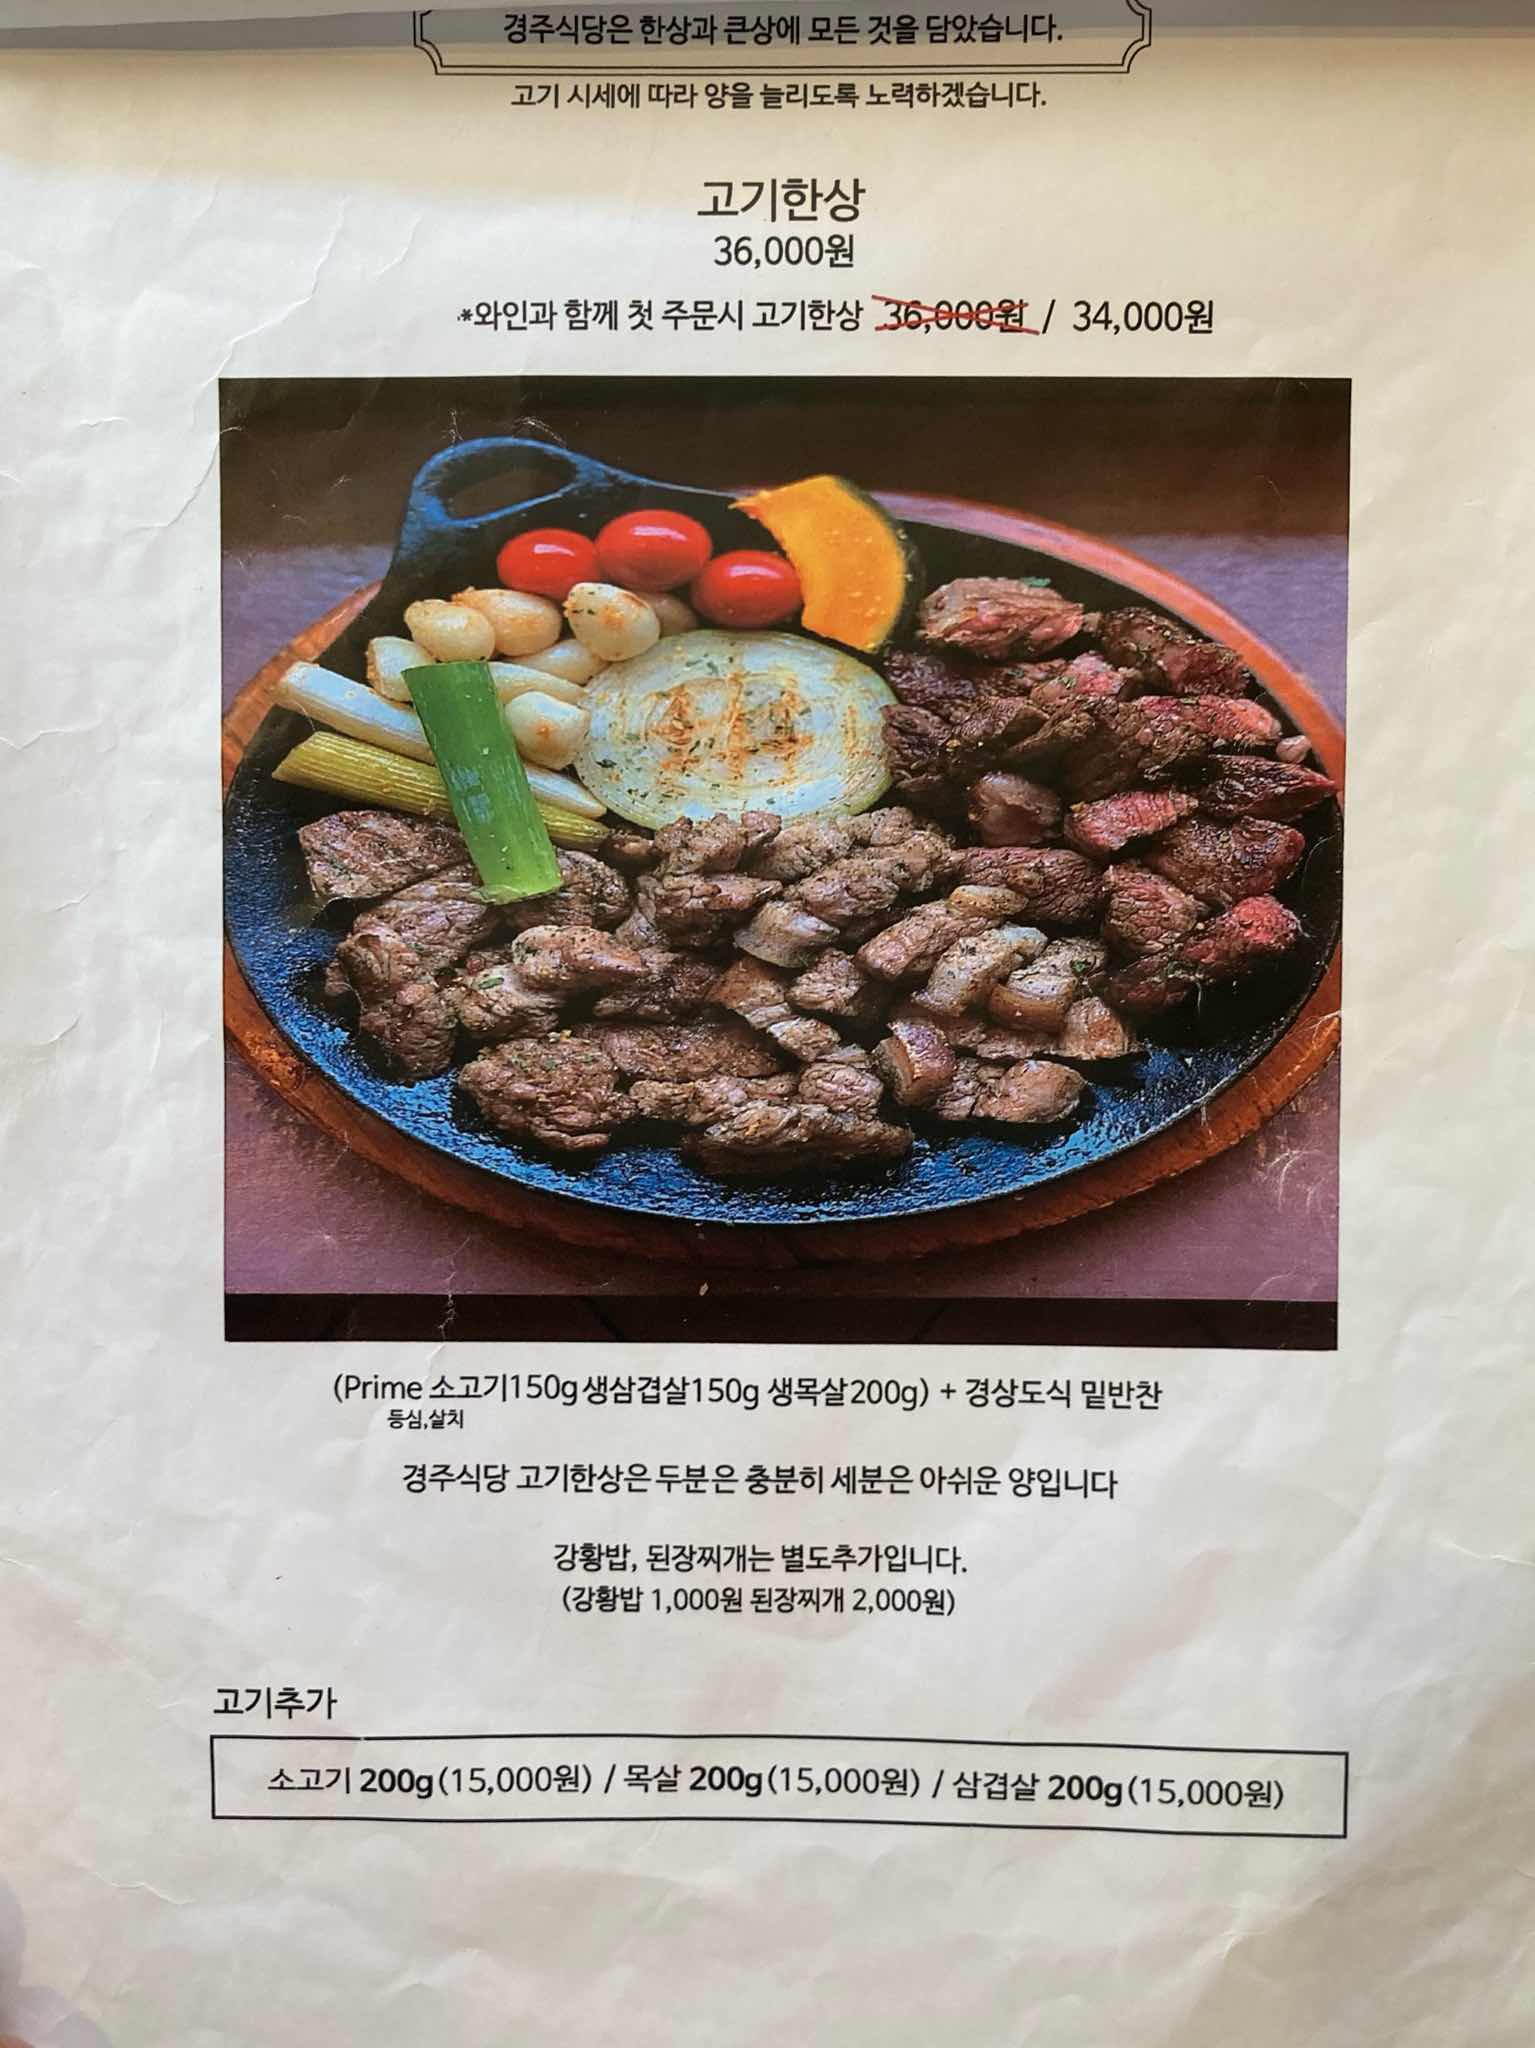 경주식당은 한상과 큰상에 모든 것을 담았습니다.
고기 시세에 따라 양을 늘리도록 노력하겠습니다.
고기한상
36,000원
*와인과 함께 첫 주문시 고기한상 36,000원 / 34,000원
(Prime 소고기150g 생삼겹살150g 생목살200g) + 경상도식 밑반찬
등심,살치
경주식당 고기한상은 두분은 충분히 세분은 아쉬운 양입니다
강황밥, 된장찌개는 별도추가입니다.
(강황밥 1,000원 된장찌개 2,000원)
고기추가
소고기 200g(15,000원) / 목살 200g(15,000원) / 삼겹살 200g(15,000원)